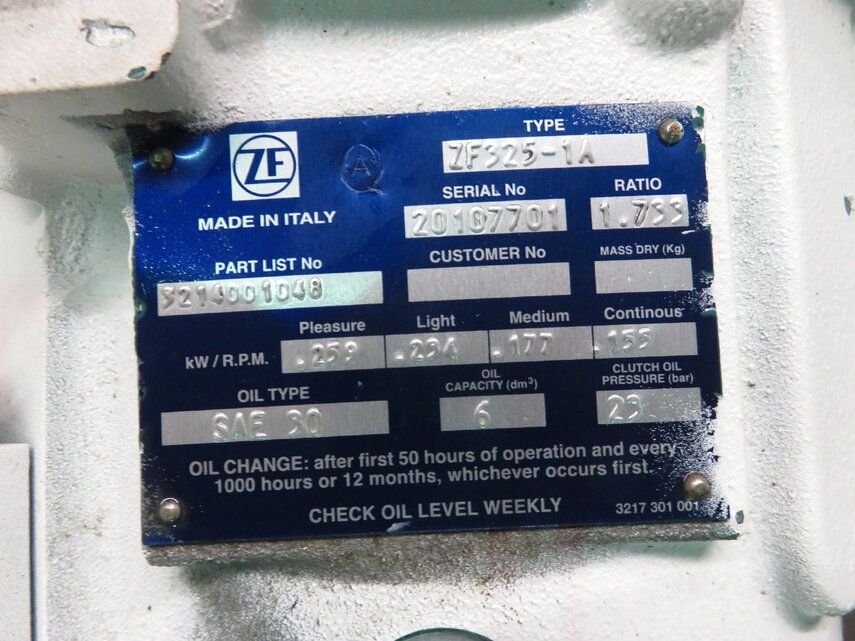 ZF
A
TYPE
ZF325-1A
MADE IN ITALY
SERIAL No
20107701
RATIO
1.733
PART LIST No
3214001048
CUSTOMER No
MASS DRY (Kg)
kW / R.P.M.
Pleasure
Light
Medium
Continous
.259
.234
.177
.155
OIL TYPE
SAE 30
OIL
CAPACITY (dm³)
6
CLUTCH OIL
PRESSURE (bar)
23
OIL CHANGE: after first 50 hours of operation and every
1000 hours or 12 months, whichever occurs first.
CHECK OIL LEVEL WEEKLY
3217 301 001